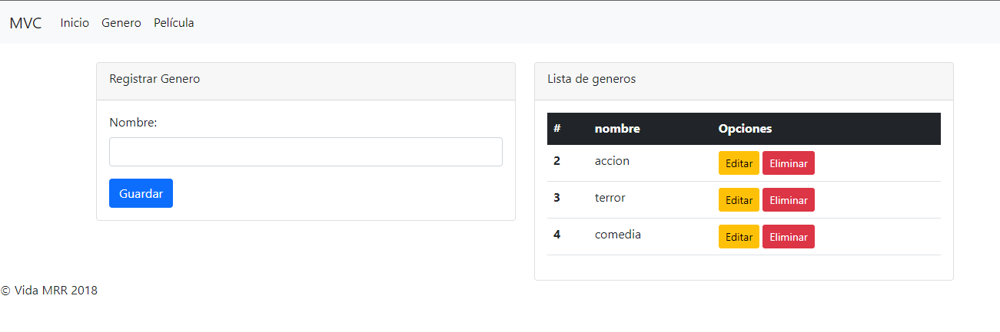 MVC Inicio Genero Película
Registrar Genero
Nombre:
Guardar
Lista de generos
# nombre Opciones
2 accion Editar Eliminar
3 terror Editar Eliminar
4 comedia Editar Eliminar
© Vida MRR 2018